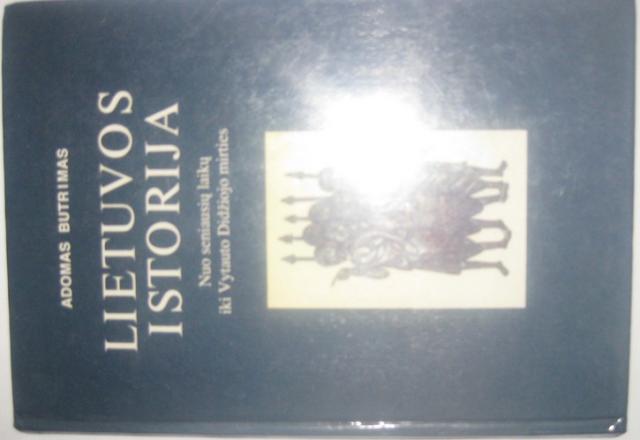 ADOMAS BUTRIMAS
LIETUVOS
ISTORIJA
Nuo seniausių laikų
iki Vytauto Didžiojo mirties